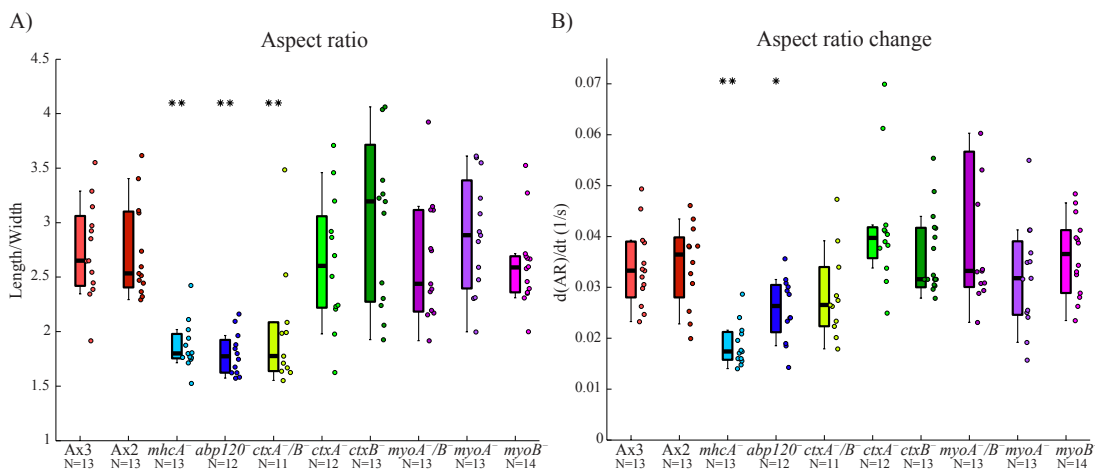 A)
Aspect ratio
Length/Width
4.5
4
3.5
3
2.5
2
1.5
1
** ** **
Ax3 Ax2 mhcA⁻ abp120⁻ ctxA⁻/B⁻ ctxA⁻ ctxB⁻ myoA⁻/B⁻ myoA⁻ myoB⁻
N=13 N=13 N=13 N=12 N=11 N=12 N=13 N=13 N=13 N=14
B)
Aspect ratio change
d(AR)/dt (1/s)
0.07
0.06
0.05
0.04
0.03
0.02
0.01
0
** *
Ax3 Ax2 mhcA⁻ abp120⁻ ctxA⁻/B⁻ ctxA⁻ ctxB⁻ myoA⁻/B⁻ myoA⁻ myoB⁻
N=13 N=13 N=13 N=12 N=11 N=12 N=13 N=13 N=13 N=14